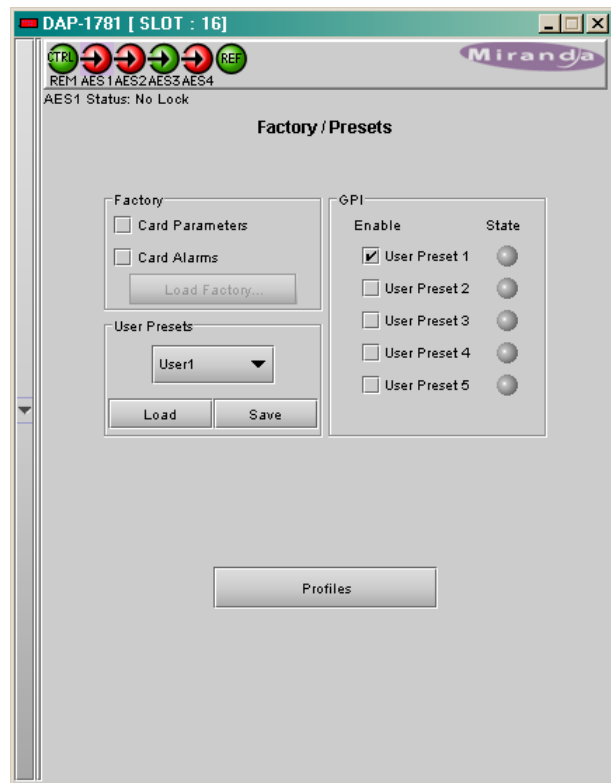 DAP-1781 [ SLOT : 16]
CTRL REF
Miranda
REM AES1 AES2 AES3 AES4
AES1 Status: No Lock
Factory / Presets
Factory
Card Parameters
Card Alarms
Load Factory...
User Presets
User1
Load Save
GPI
Enable State
User Preset 1
User Preset 2
User Preset 3
User Preset 4
User Preset 5
Profiles